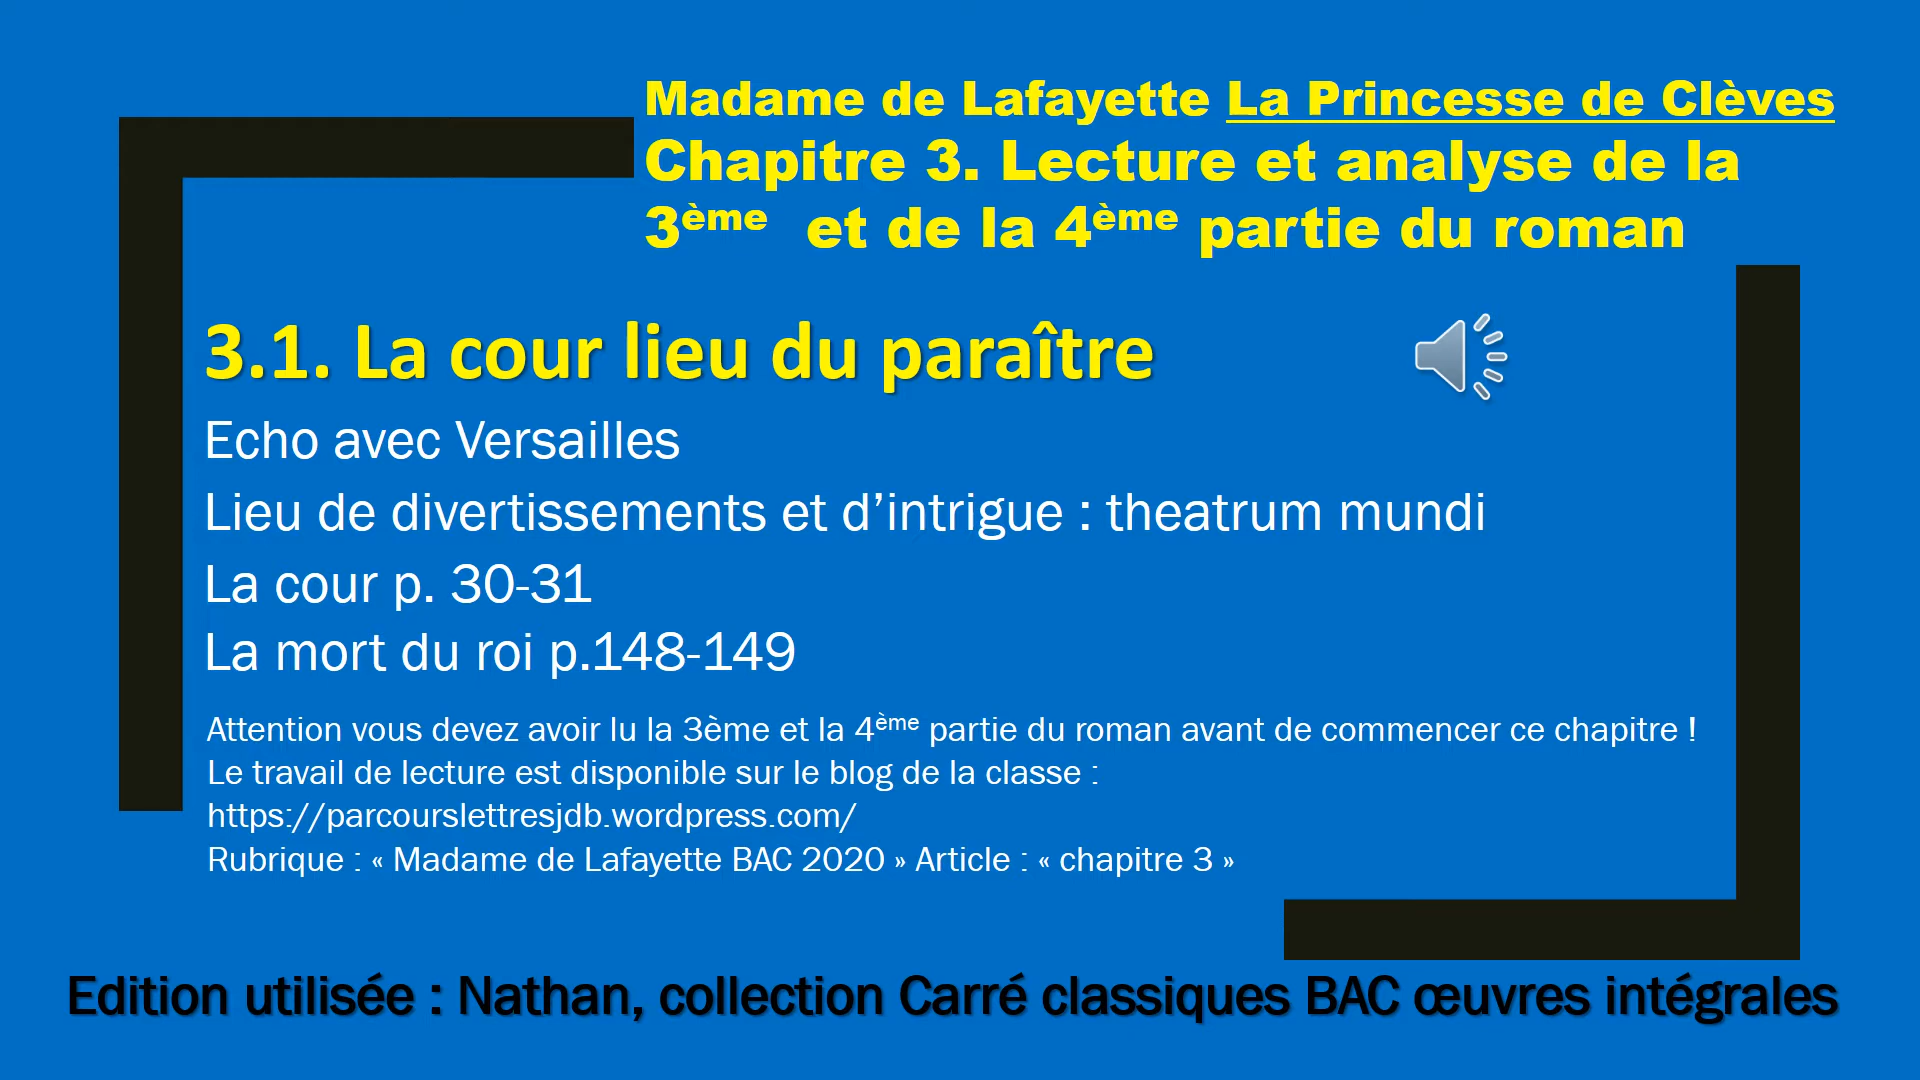 Madame de Lafayette La Princesse de Clèves
Chapitre 3. Lecture et analyse de la
3ème et de la 4ème partie du roman
3.1. La cour lieu du paraître
Echo avec Versailles
Lieu de divertissements et d’intrigue : theatrum mundi
La cour p. 30-31
La mort du roi p.148-149
Attention vous devez avoir lu la 3ème et la 4ème partie du roman avant de commencer ce chapitre !
Le travail de lecture est disponible sur le blog de la classe :
https://parcourslettresjdb.wordpress.com/
Rubrique : « Madame de Lafayette BAC 2020 » Article : « chapitre 3 »
Edition utilisée : Nathan, collection Carré classiques BAC œuvres intégrales